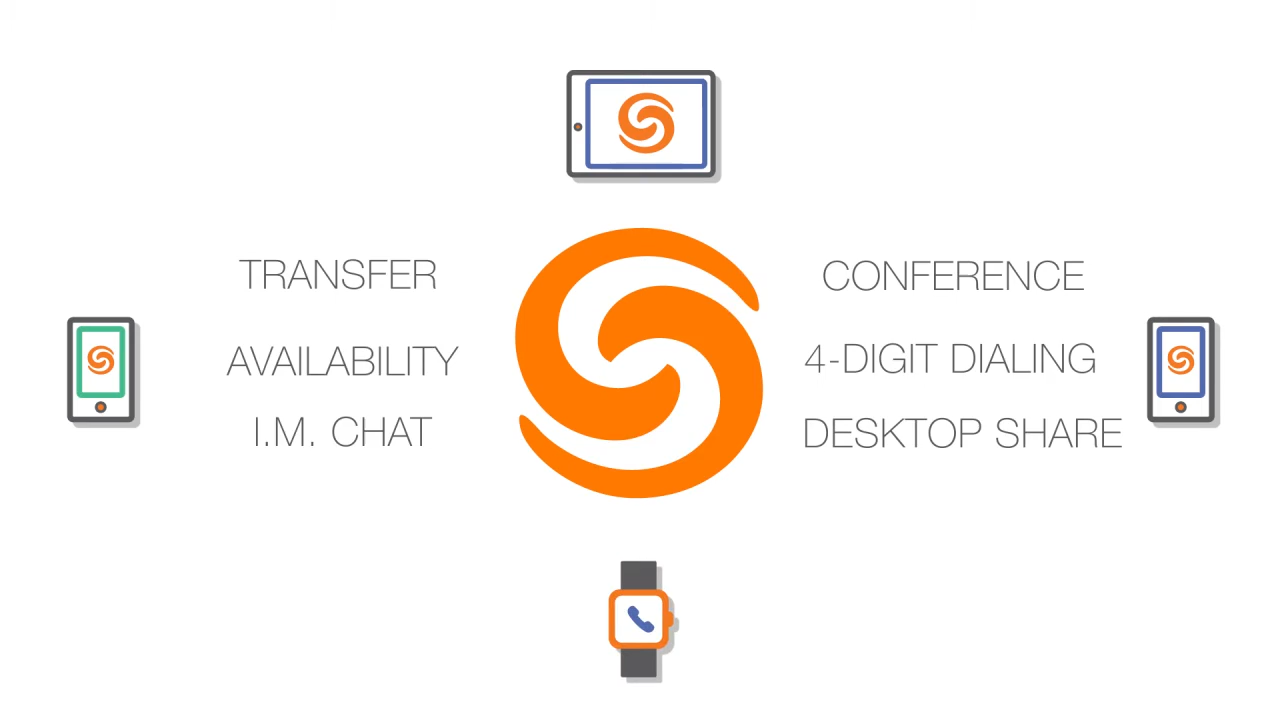 TRANSFER
AVAILABILITY
I.M. CHAT
CONFERENCE
4-DIGIT DIALING
DESKTOP SHARE